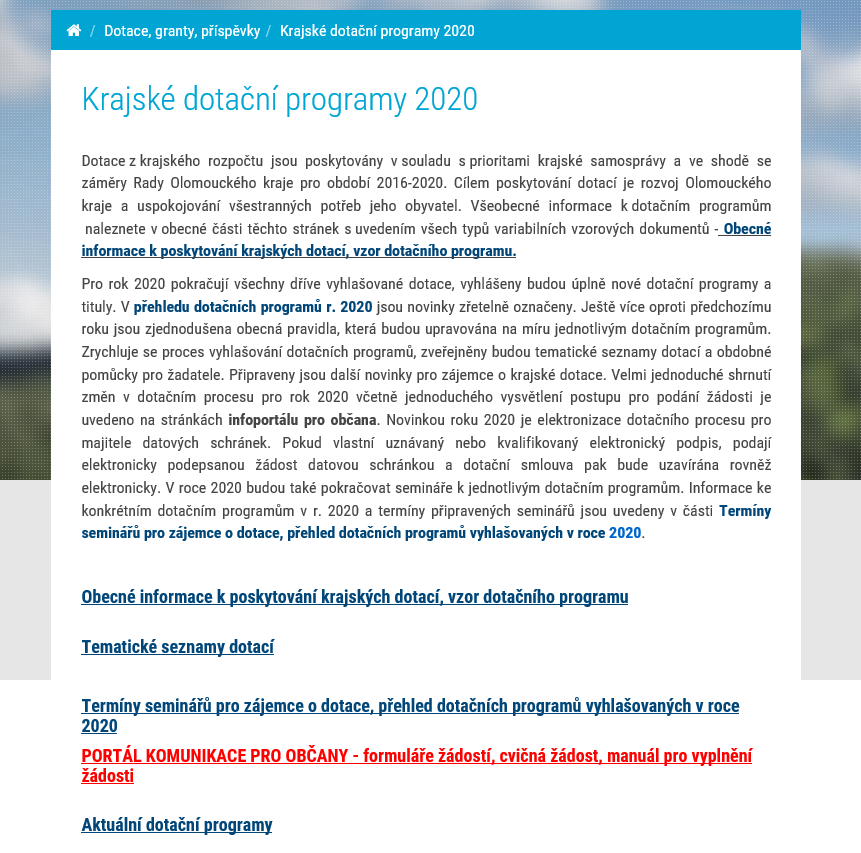 / Dotace, granty, příspěvky / Krajské dotační programy 2020
Krajské dotační programy 2020
Dotace z krajského rozpočtu jsou poskytovány v souladu s prioritami krajské samosprávy a ve shodě se
záměry Rady Olomouckého kraje pro období 2016-2020. Cílem poskytování dotací je rozvoj Olomouckého
kraje a uspokojování všestranných potřeb jeho obyvatel. Všeobecné informace k dotačním programům
naleznete v obecné části těchto stránek s uvedením všech typů variabilních vzorových dokumentů - Obecné
informace k poskytování krajských dotací, vzor dotačního programu.
Pro rok 2020 pokračují všechny dříve vyhlašované dotace, vyhlášeny budou úplně nové dotační programy a
tituly. V přehledu dotačních programů r. 2020 jsou novinky zřetelně označeny. Ještě více oproti předchozímu
roku jsou zjednodušena obecná pravidla, která budou upravována na míru jednotlivým dotačním programům.
Zrychluje se proces vyhlašování dotačních programů, zveřejněny budou tematické seznamy dotací a obdobné
pomůcky pro žadatele. Připraveny jsou další novinky pro zájemce o krajské dotace. Velmi jednoduché shrnutí
změn v dotačním procesu pro rok 2020 včetně jednoduchého vysvětlení postupu pro podání žádosti je
uvedeno na stránkách infoportálu pro občana. Novinkou roku 2020 je elektronizace dotačního procesu pro
majitele datových schránek. Pokud vlastní uznávaný nebo kvalifikovaný elektronický podpis, podají
elektronicky podepsanou žádost datovou schránkou a dotační smlouva pak bude uzavírána rovněž
elektronicky. V roce 2020 budou také pokračovat semináře k jednotlivým dotačním programům. Informace ke
konkrétním dotačním programům v r. 2020 a termíny připravených seminářů jsou uvedeny v části Termíny
seminářů pro zájemce o dotace, přehled dotačních programů vyhlašovaných v roce 2020.
Obecné informace k poskytování krajských dotací, vzor dotačního programu
Tematické seznamy dotací
Termíny seminářů pro zájemce o dotace, přehled dotačních programů vyhlašovaných v roce
2020
PORTÁL KOMUNIKACE PRO OBČANY - formuláře žádostí, cvičná žádost, manuál pro vyplnění
žádosti
Aktuální dotační programy